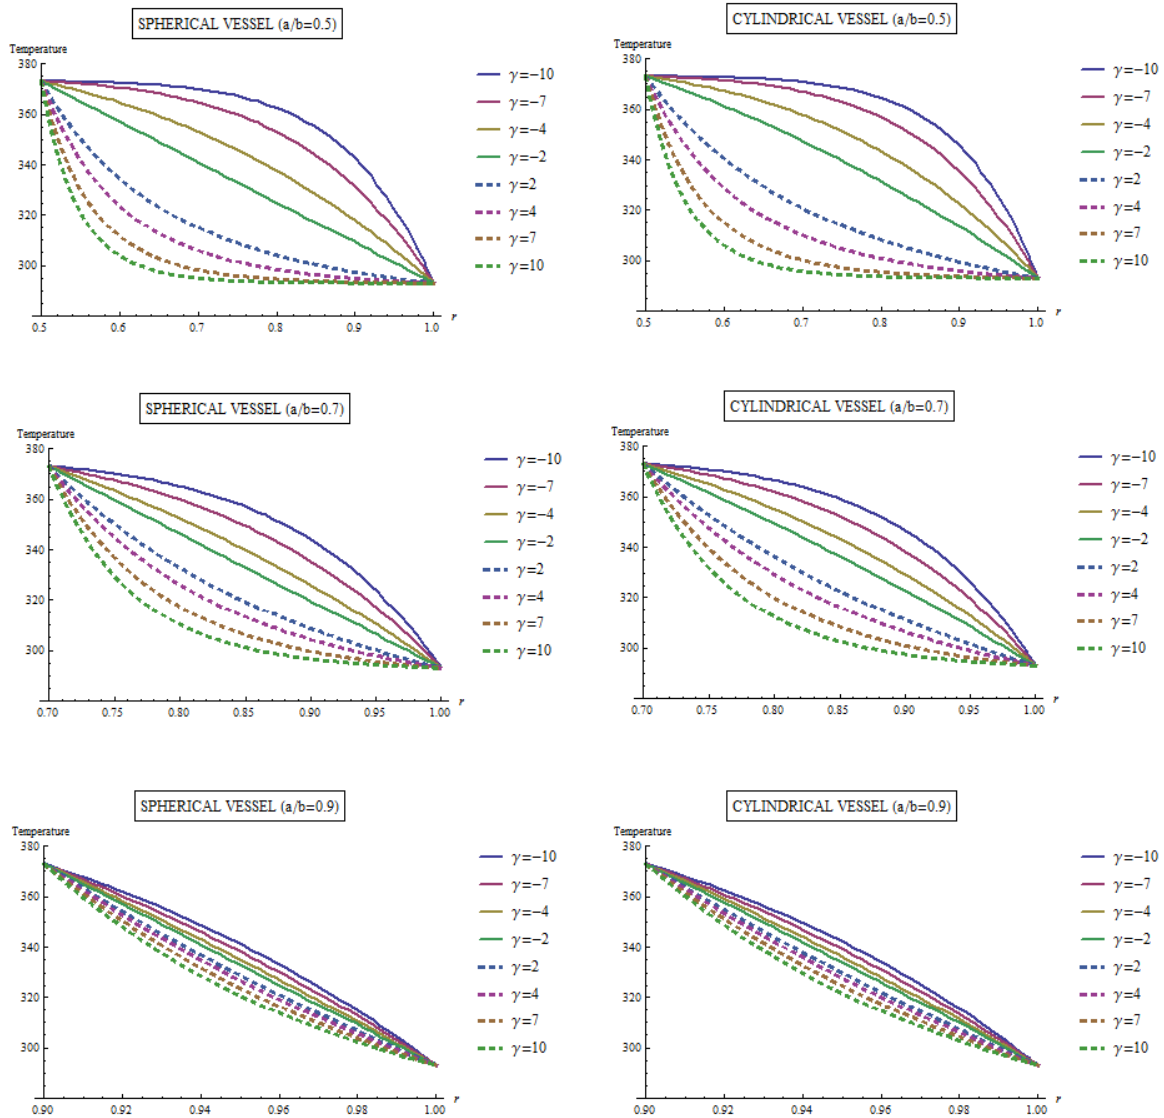 SPHERICAL VESSEL (a/b=0.5)
Temperature
380
360
340
320
300
0.5 0.6 0.7 0.8 0.9 1.0 r
γ=−10
γ=−7
γ=−4
γ=−2
γ=2
γ=4
γ=7
γ=10
CYLINDRICAL VESSEL (a/b=0.5)
Temperature
380
360
340
320
300
0.5 0.6 0.7 0.8 0.9 1.0 r
γ=−10
γ=−7
γ=−4
γ=−2
γ=2
γ=4
γ=7
γ=10
SPHERICAL VESSEL (a/b=0.7)
Temperature
380
360
340
320
300
0.70 0.75 0.80 0.85 0.90 0.95 1.00 r
γ=−10
γ=−7
γ=−4
γ=−2
γ=2
γ=4
γ=7
γ=10
CYLINDRICAL VESSEL (a/b=0.7)
Temperature
380
360
340
320
300
0.70 0.75 0.80 0.85 0.90 0.95 1.00 r
γ=−10
γ=−7
γ=−4
γ=−2
γ=2
γ=4
γ=7
γ=10
SPHERICAL VESSEL (a/b=0.9)
Temperature
380
360
340
320
300
0.90 0.92 0.94 0.96 0.98 1.00 r
γ=−10
γ=−7
γ=−4
γ=−2
γ=2
γ=4
γ=7
γ=10
CYLINDRICAL VESSEL (a/b=0.9)
Temperature
380
360
340
320
300
0.90 0.92 0.94 0.96 0.98 1.00 r
γ=−10
γ=−7
γ=−4
γ=−2
γ=2
γ=4
γ=7
γ=10